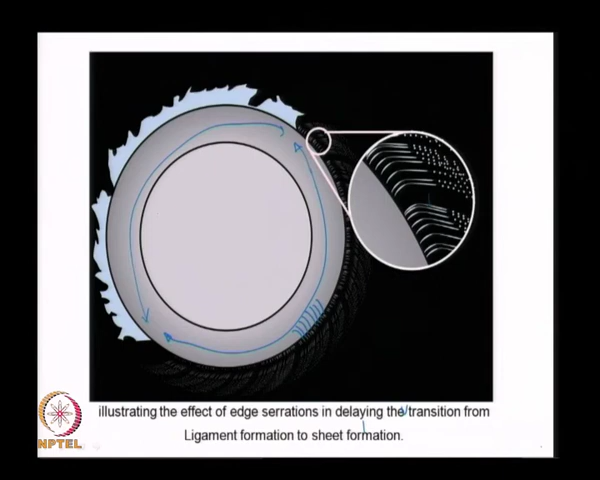 illustrating the effect of edge serrations in delaying the transition from
Ligament formation to sheet formation.
NPTEL